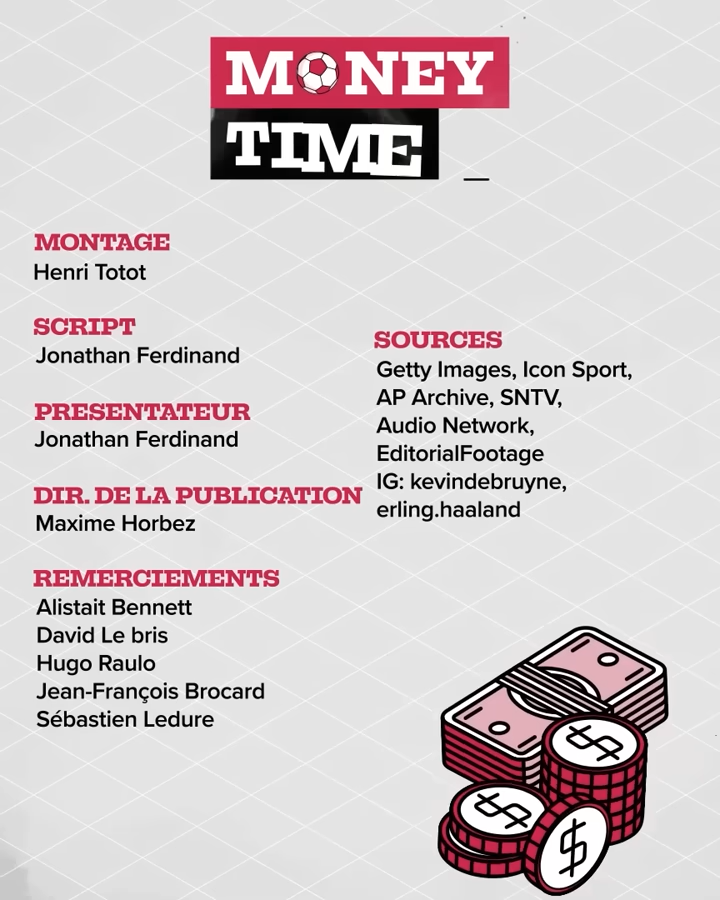 MONEY
TIME
MONTAGE
Henri Totot
SCRIPT
Jonathan Ferdinand
PRESENTATEUR
Jonathan Ferdinand
DIR. DE LA PUBLICATION
Maxime Horbez
REMERCIEMENTS
Alistait Bennett
David Le bris
Hugo Raulo
Jean-François Brocard
Sébastien Ledure
SOURCES
Getty Images, Icon Sport,
AP Archive, SNTV,
Audio Network,
EditorialFootage
IG: kevindebruyne,
erling.haaland
$
$
$